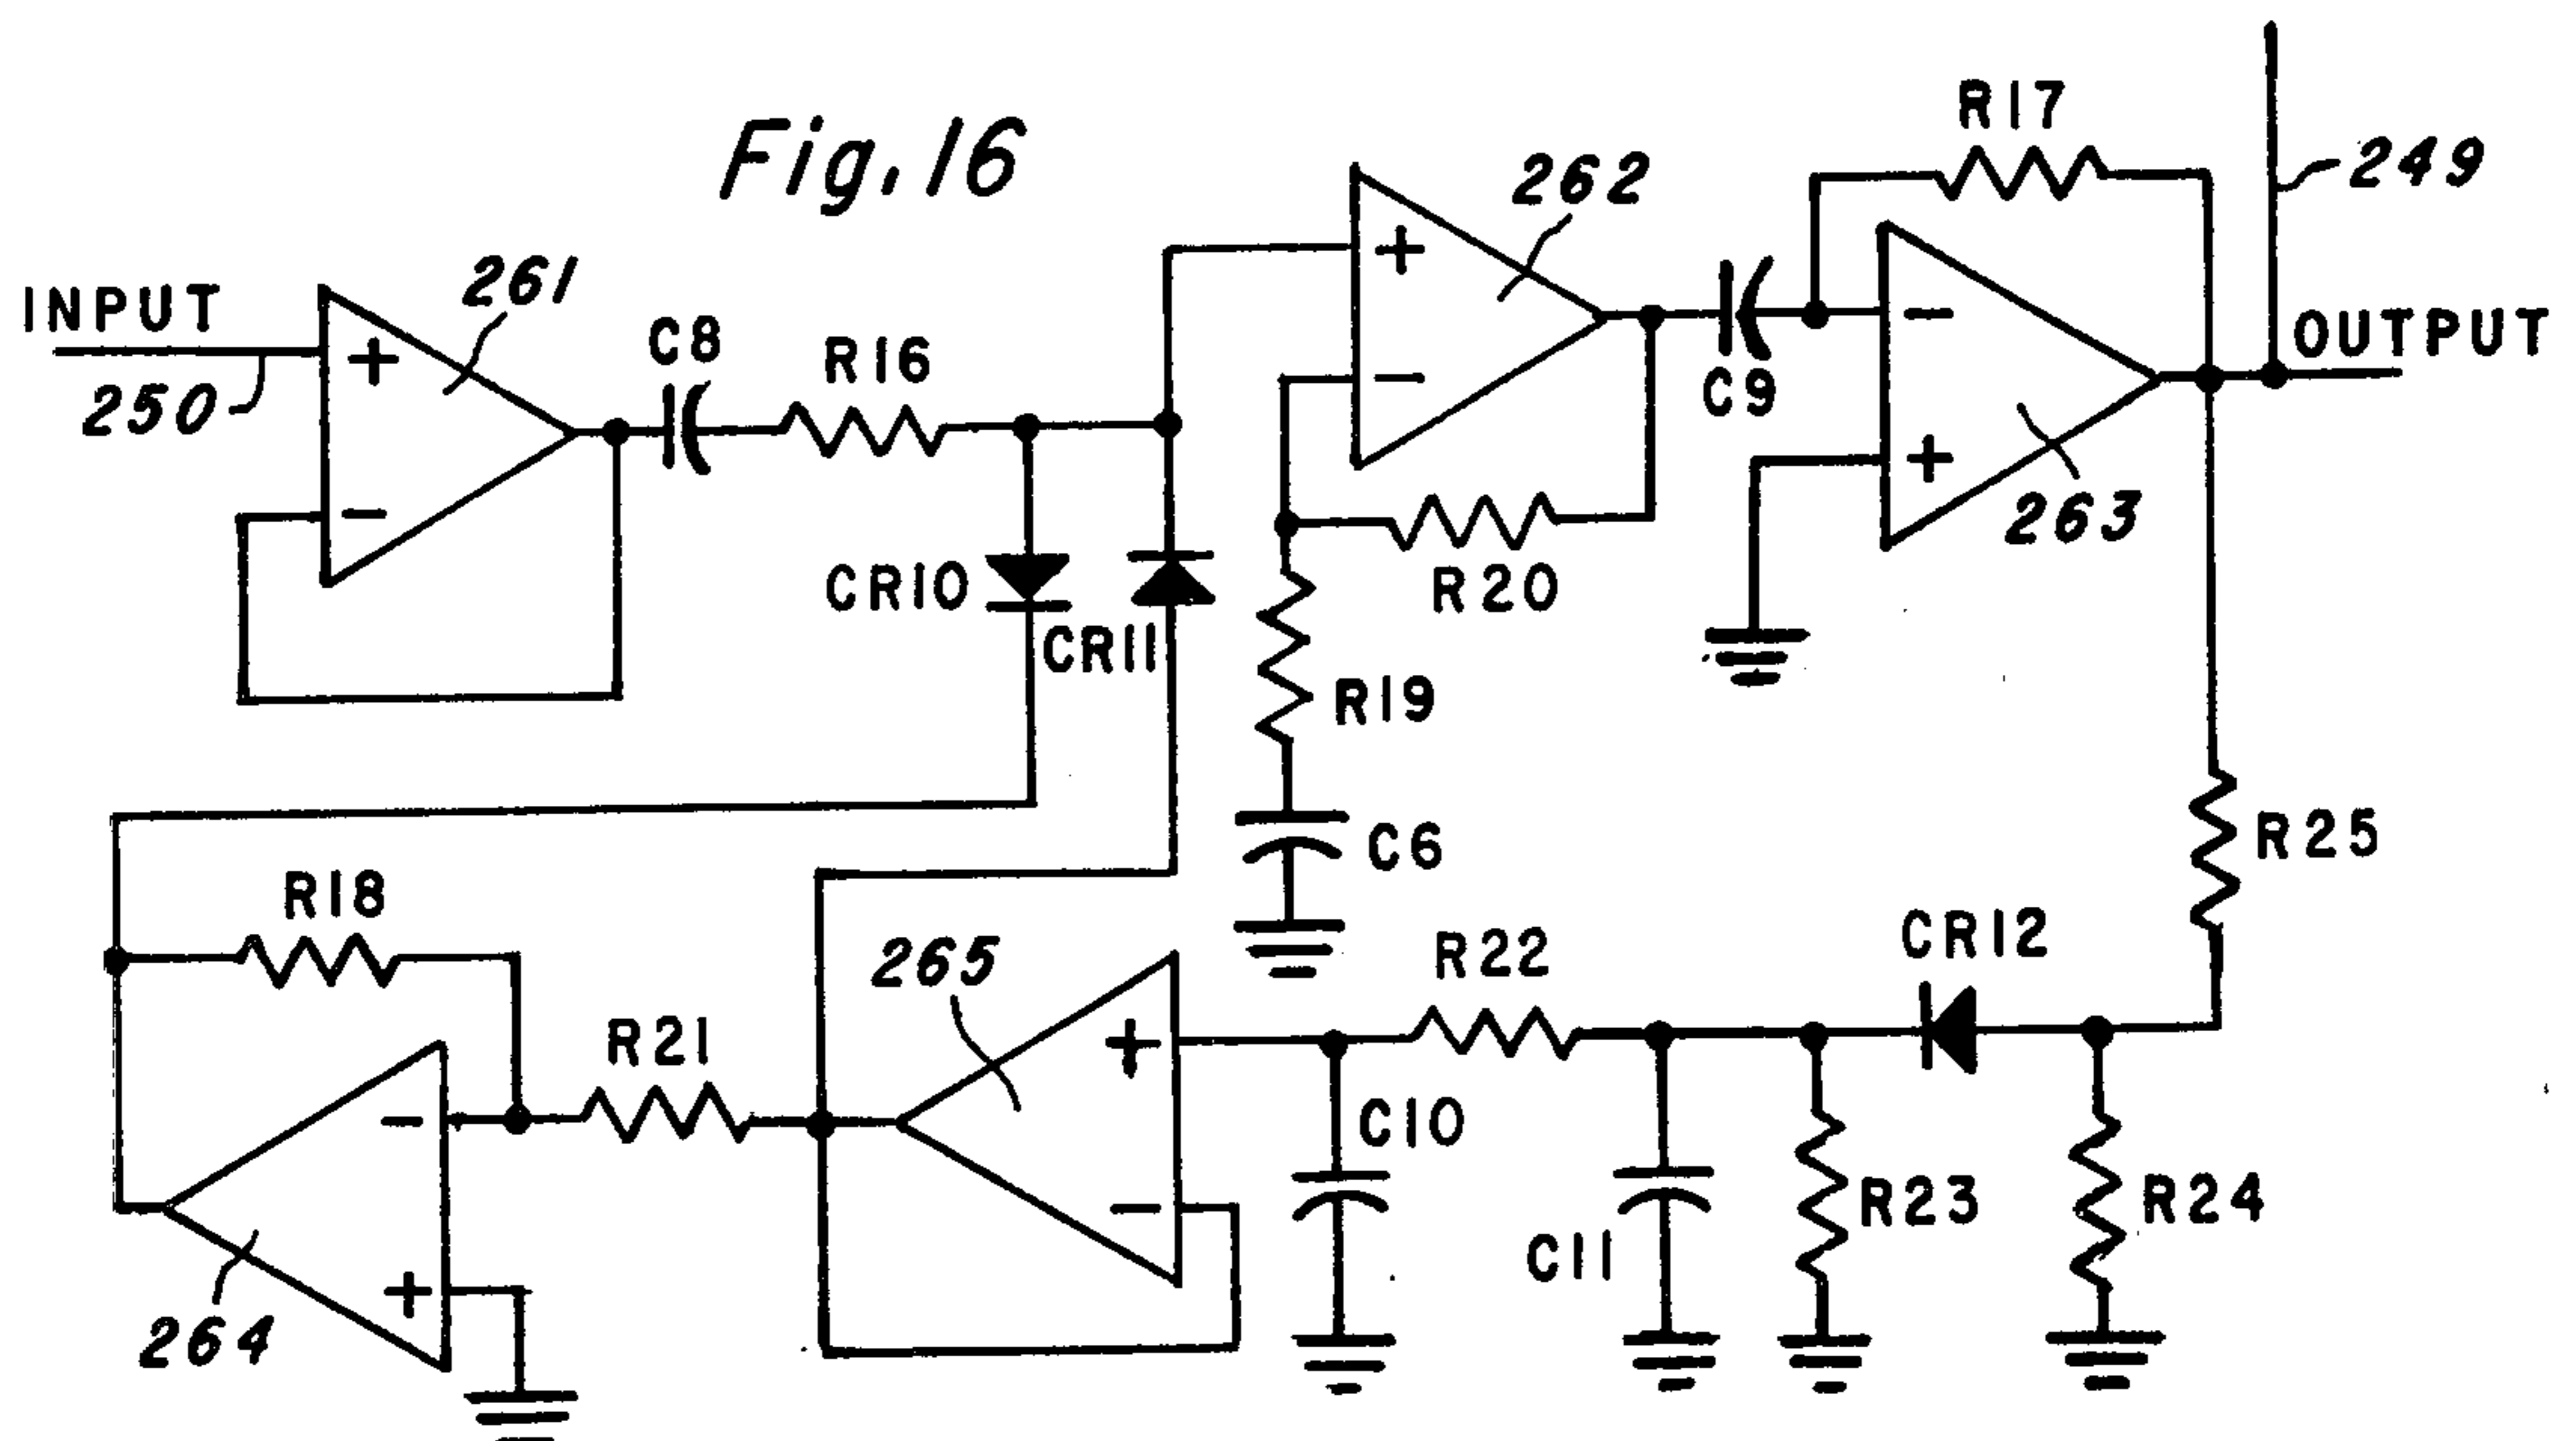 Fig. 16
R17
249
262
261
INPUT
C8
R16
OUTPUT
250
C9
+
-
+
-
-
+
263
CR10
R20
CR11
R19
C6
R25
R18
265
R22
CR12
R21
+
-
C10
-
R23
R24
C11
+
264